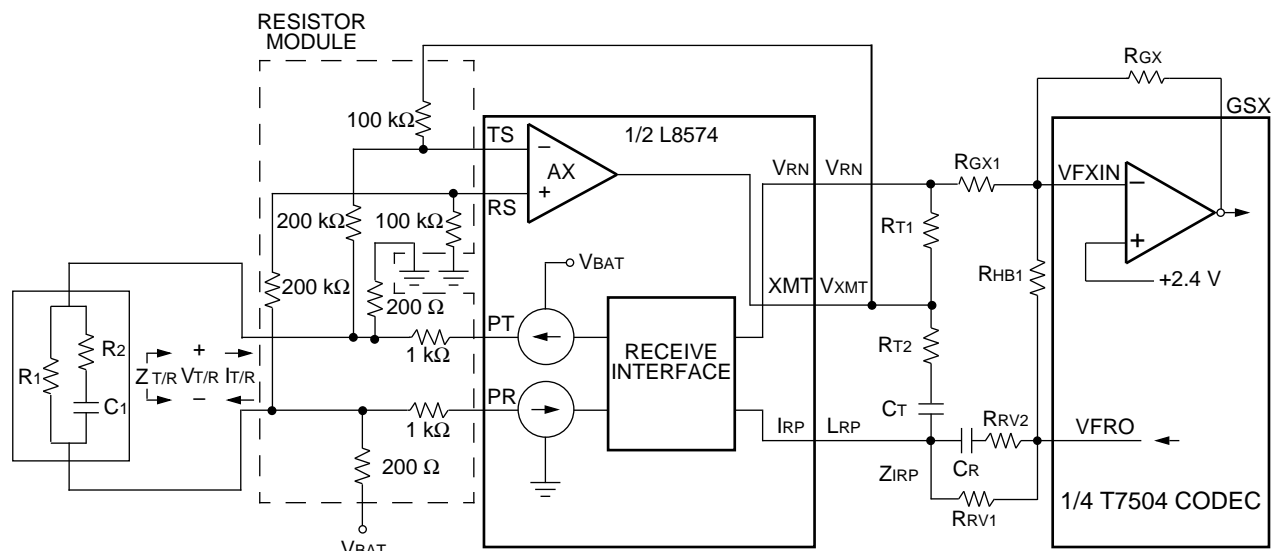 RESISTOR
MODULE
RGX
GSX
100 kΩ
TS
1/2 L8574
AX
VRN
VRN
RGX1
VFXIN
RS
200 kΩ
100 kΩ
RT1
VBAT
RHB1
+2.4 V
200 kΩ
200 Ω
XMT
VXMT
PT
RT2
R2
1 kΩ
RECEIVE
INTERFACE
R1
ZT/R
VT/R
IT/R
C1
PR
CT
RRV2
1 kΩ
IRP
LRP
VFRO
200 Ω
ZIRP
CR
RRV1
1/4 T7504 CODEC
VBAT